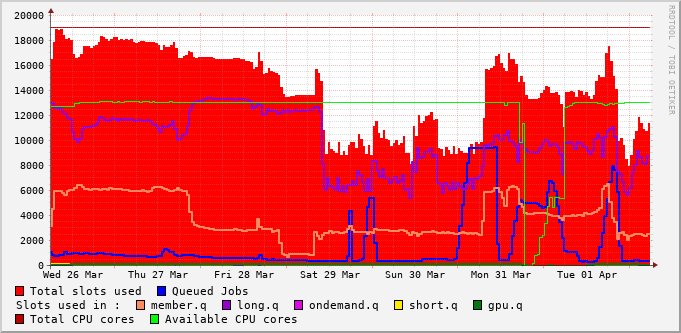 RRDTOOL / TOBI OETIKER
20000
18000
16000
14000
12000
10000
8000
6000
4000
2000
0
Wed 26 Mar Thu 27 Mar Fri 28 Mar Sat 29 Mar Sun 30 Mar Mon 31 Mar Tue 01 Apr
Total slots used Queued Jobs
Slots used in : member.q long.q ondemand.q short.q gpu.q
Total CPU cores Available CPU cores